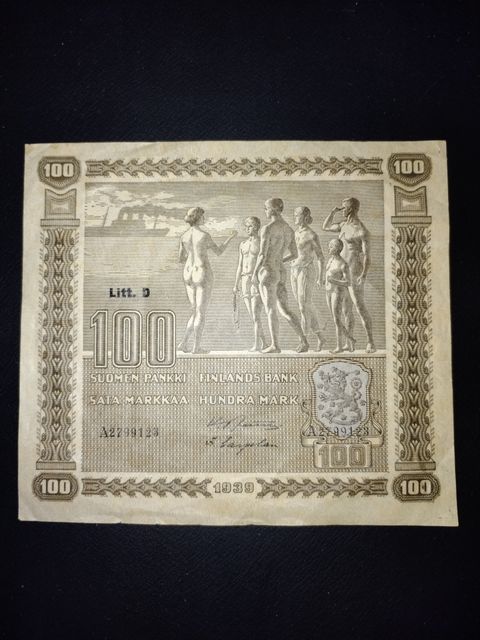 100 100
Litt. D
100
SUOMEN PANKKI FINLANDS BANK
SATA MARKKAA HUNDRA MARK
A2799123 A2799123
100
100 1939 100